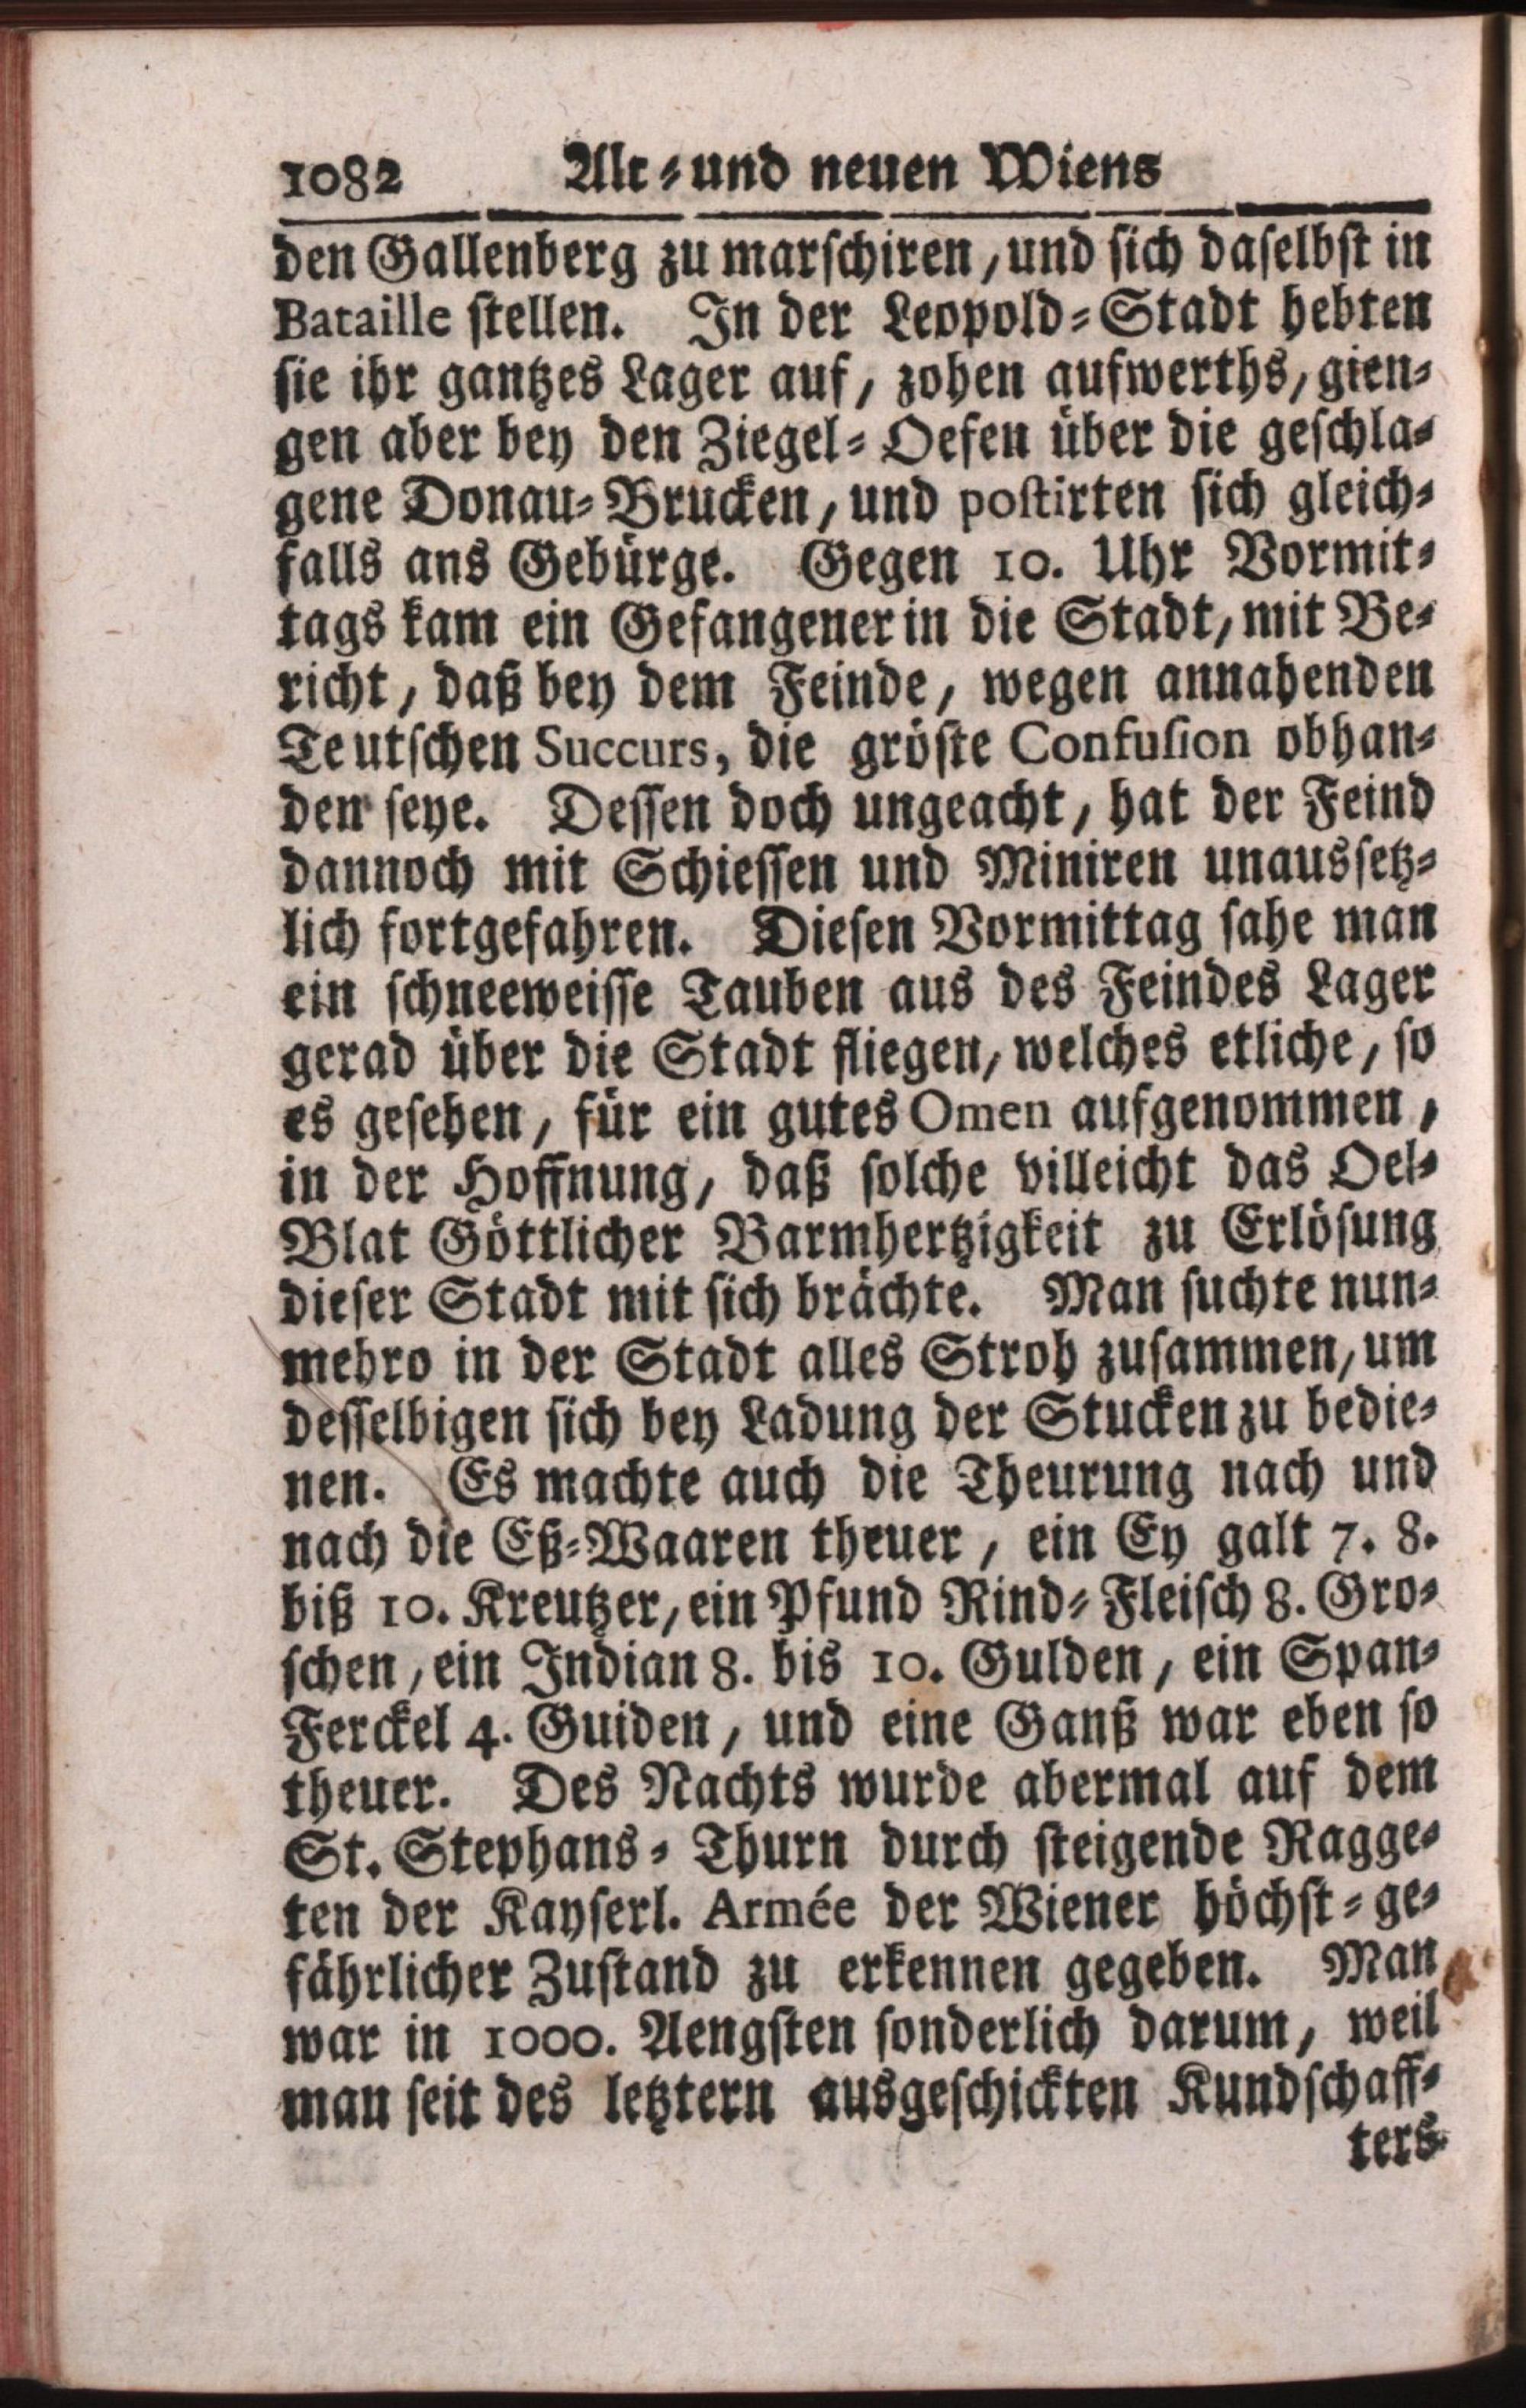 1082 Alt-und neuen Wiens
den Gallenberg zu marschiren, und sich daselbst in
Bataille stellen. In der Leopold-Stadt hebten
sie ihr gantzes Lager auf, zohen aufwerths, gien-
gen aber bey den Ziegel-Oefen über die geschla-
gene Donau-Brucken, und postirten sich gleich-
falls ans Gebürge. Gegen 10. Uhr Vormit-
tags kam ein Gefangener in die Stadt, mit Be-
richt, daß bey dem Feinde, wegen annahenden
Teutschen Succurs, die gröste Confusion obhan-
den seye. Dessen doch ungeacht, hat der Feind
dannoch mit Schiessen und Miniren unaussetz-
lich fortgefahren. Diesen Vormittag sahe man
ein schneeweisse Tauben aus des Feindes Lager
gerad über die Stadt fliegen, welches etliche, so
es gesehen, für ein gutes Omen aufgenommen,
in der Hoffnung, daß solche villeicht das Oel-
Blat Göttlicher Barmhertzigkeit zu Erlösung
dieser Stadt mit sich brächte. Man suchte nun-
mehro in der Stadt alles Stroh zusammen, um
desselbigen sich bey Ladung der Stucken zu bedie-
nen. Es machte auch die Theurung nach und
nach die Eß-Waaren theuer, ein Ey galt 7. 8.
biß 10. Kreutzer, ein Pfund Rind-Fleisch 8. Gro-
schen, ein Indian 8. bis 10. Gulden, ein Span-
Ferckel 4. Guiden, und eine Ganß war eben so
theuer. Des Nachts wurde abermal auf dem
St. Stephans-Thurn durch steigende Ragge-
ten der Kayserl. Armée der Wiener höchst-ge-
fährlicher Zustand zu erkennen gegeben. Man
war in 1000. Aengsten sonderlich darum, weil
man seit des letztern ausgeschickten Kundschaff-
ters